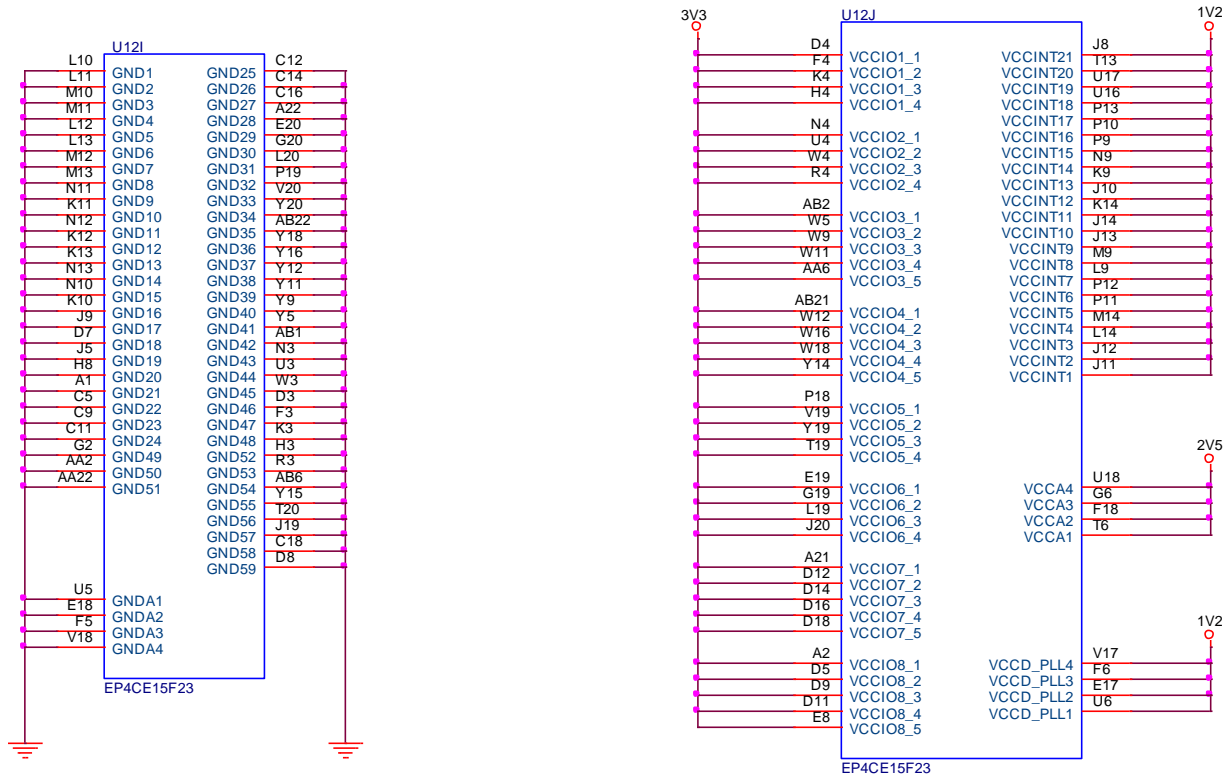 U12I
L10 GND1 GND25 C12
L11 GND2 GND26 C14
M10 GND3 GND27 C16
M11 GND4 GND28 A22
L12 GND5 GND29 E20
L13 GND6 GND30 G20
M12 GND7 GND31 L20
M13 GND8 GND32 P19
N11 GND9 GND33 V20
K11 GND10 GND34 Y20
N12 GND11 GND35 AB22
K12 GND12 GND36 Y18
K13 GND13 GND37 Y16
N13 GND14 GND38 Y12
N10 GND15 GND39 Y11
K10 GND16 GND40 Y9
J9 GND17 GND41 Y5
D7 GND18 GND42 AB1
J5 GND19 GND43 N3
H8 GND20 GND44 U3
A1 GND21 GND45 W3
C5 GND22 GND46 D3
C9 GND23 GND47 F3
C11 GND24 GND48 K3
G2 GND49 GND52 H3
AA2 GND50 GND53 R3
AA22 GND51 GND54 AB6
GND55 Y15
GND56 T20
GND57 J19
GND58 C18
GND59 D8
U5 GNDA1
E18 GNDA2
F5 GNDA3
V18 GNDA4
EP4CE15F23
3V3 U12J 1V2
D4 VCCIO1_1 VCCINT21 J8
F4 VCCIO1_2 VCCINT20 T13
K4 VCCIO1_3 VCCINT19 U17
H4 VCCIO1_4 VCCINT18 U16
VCCINT17 P13
N4 VCCIO2_1 VCCINT16 P10
U4 VCCIO2_2 VCCINT15 P9
W4 VCCIO2_3 VCCINT14 N9
R4 VCCIO2_4 VCCINT13 K9
VCCINT12 J10
AB2 VCCIO3_1 VCCINT11 K14
W5 VCCIO3_2 VCCINT10 J14
W9 VCCIO3_3 VCCINT9 J13
W11 VCCIO3_4 VCCINT8 M9
AA6 VCCIO3_5 VCCINT7 L9
VCCINT6 P12
AB21 VCCIO4_1 VCCINT5 P11
W12 VCCIO4_2 VCCINT4 M14
W16 VCCIO4_3 VCCINT3 L14
W18 VCCIO4_4 VCCINT2 J12
Y14 VCCIO4_5 VCCINT1 J11
P18 VCCIO5_1
V19 VCCIO5_2
Y19 VCCIO5_3
T19 VCCIO5_4
2V5
E19 VCCIO6_1 VCCA4 U18
G19 VCCIO6_2 VCCA3 G6
L19 VCCIO6_3 VCCA2 F18
J20 VCCIO6_4 VCCA1 T6
A21 VCCIO7_1
D12 VCCIO7_2
D14 VCCIO7_3
D16 VCCIO7_4
D18 VCCIO7_5
1V2
A2 VCCIO8_1 VCCD_PLL4 V17
D5 VCCIO8_2 VCCD_PLL3 F6
D9 VCCIO8_3 VCCD_PLL2 E17
D11 VCCIO8_4 VCCD_PLL1 U6
E8 VCCIO8_5
EP4CE15F23